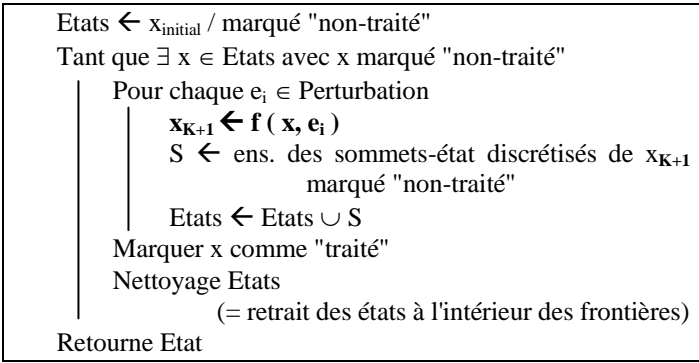 Etats ← x_initial / marqué "non-traité"
Tant que ∃ x ∈ Etats avec x marqué "non-traité"
Pour chaque e_i ∈ Perturbation
x_K+1 ← f ( x, e_i )
S ← ens. des sommets-état discrétisés de x_K+1
marqué "non-traité"
Etats ← Etats ∪ S
Marquer x comme "traité"
Nettoyage Etats
(= retrait des états à l'intérieur des frontières)
Retourne Etat